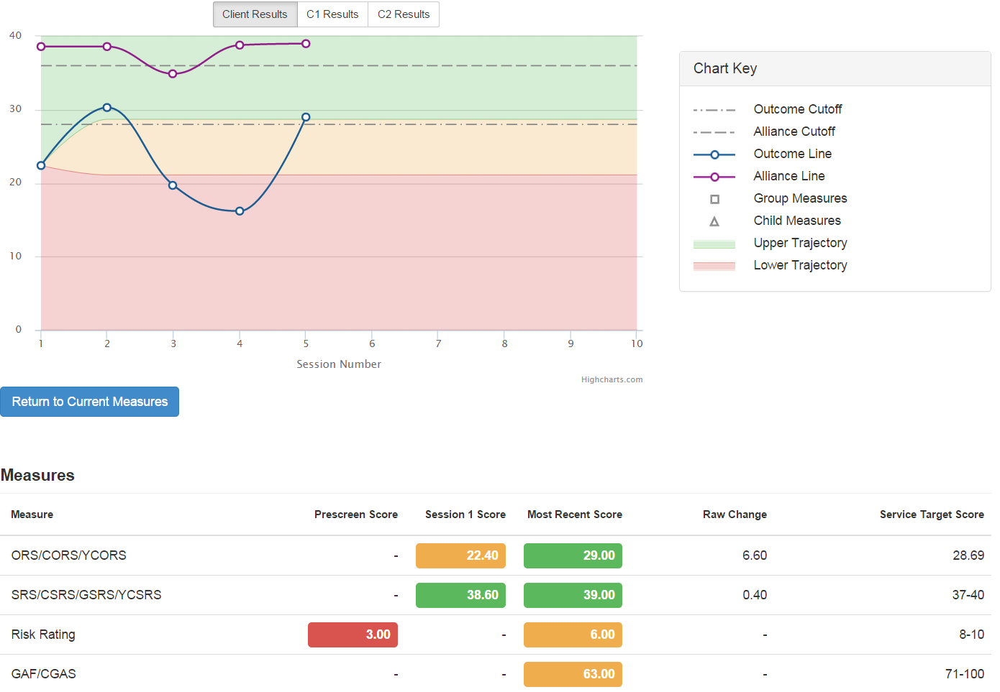 Client Results C1 Results C2 Results
40
30
20
10
0
1 2 3 4 5 6 7 8 9 10
Session Number
Highcharts.com
Chart Key
Outcome Cutoff
Alliance Cutoff
Outcome Line
Alliance Line
Group Measures
Child Measures
Upper Trajectory
Lower Trajectory
Return to Current Measures
Measures
Measure Prescreen Score Session 1 Score Most Recent Score Raw Change Service Target Score
ORS/CORS/YCORS - 22.40 29.00 6.60 28.69
SRS/CSRS/GSRS/YCSRS - 38.60 39.00 0.40 37-40
Risk Rating 3.00 - 6.00 - 8-10
GAF/CGAS - - 63.00 - 71-100